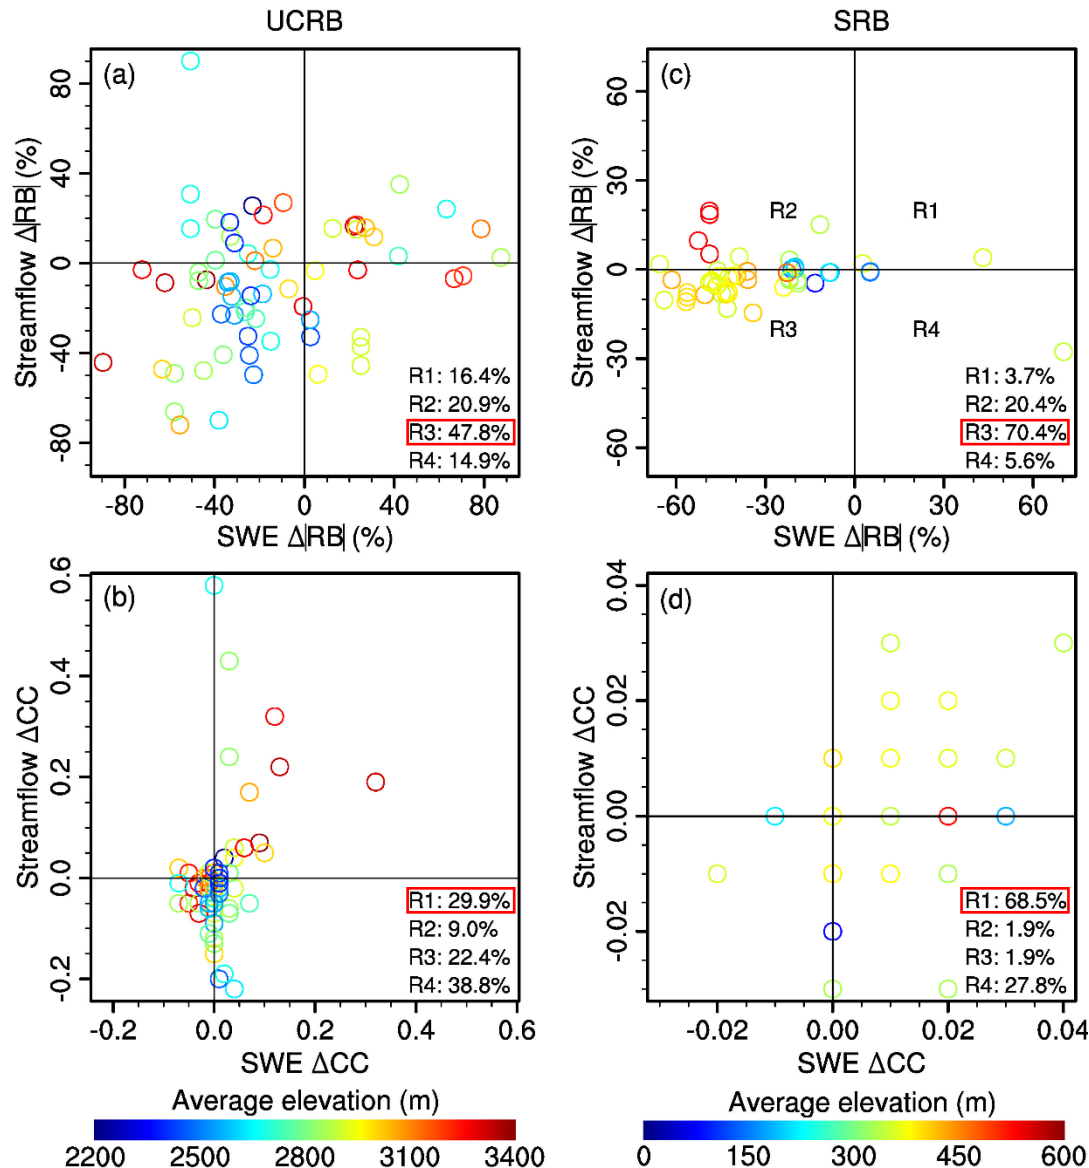 UCRB
SRB
(a)
80
40
0
-40
-80
Streamflow Δ|RB| (%)
R1: 16.4%
R2: 20.9%
R3: 47.8%
R4: 14.9%
-80
-40
0
40
80
SWE Δ|RB| (%)
(c)
60
30
0
-30
-60
Streamflow Δ|RB| (%)
R2
R1
R3
R4
R1: 3.7%
R2: 20.4%
R3: 70.4%
R4: 5.6%
-60
-30
0
30
60
SWE Δ|RB| (%)
(b)
0.6
0.4
0.2
0.0
-0.2
Streamflow ΔCC
R1: 29.9%
R2: 9.0%
R3: 22.4%
R4: 38.8%
-0.2
0.0
0.2
0.4
0.6
SWE ΔCC
(d)
0.04
0.02
0.00
-0.02
Streamflow ΔCC
R1: 68.5%
R2: 1.9%
R3: 1.9%
R4: 27.8%
-0.02
0.00
0.02
0.04
SWE ΔCC
Average elevation (m)
2200
2500
2800
3100
3400
Average elevation (m)
0
150
300
450
600